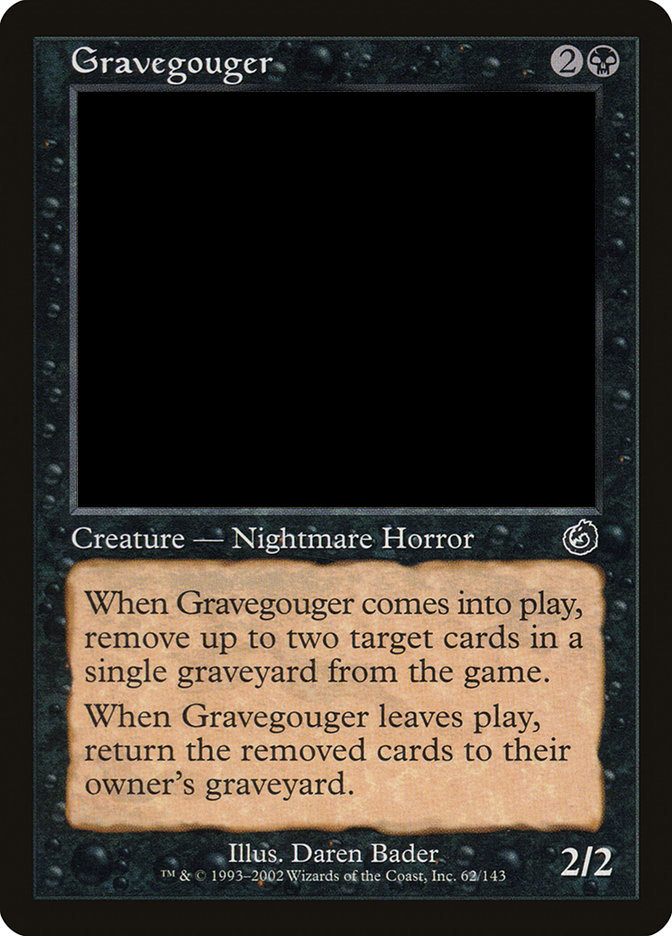 Gravegouger 2
Creature — Nightmare Horror
When Gravegouger comes into play,
remove up to two target cards in a
single graveyard from the game.
When Gravegouger leaves play,
return the removed cards to their
owner's graveyard.
Illus. Daren Bader
™ & © 1993–2002 Wizards of the Coast, Inc. 62/143
2/2